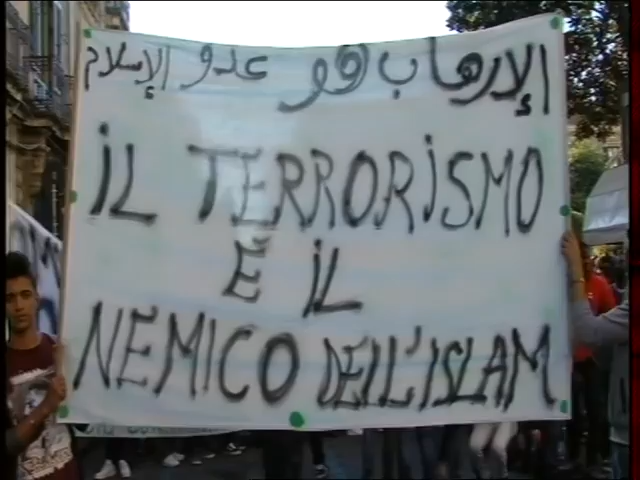 الإرهاب هو عدو الإسلام
iL TERRORiSMO
È iL
NEMICO DELL'ISLAM